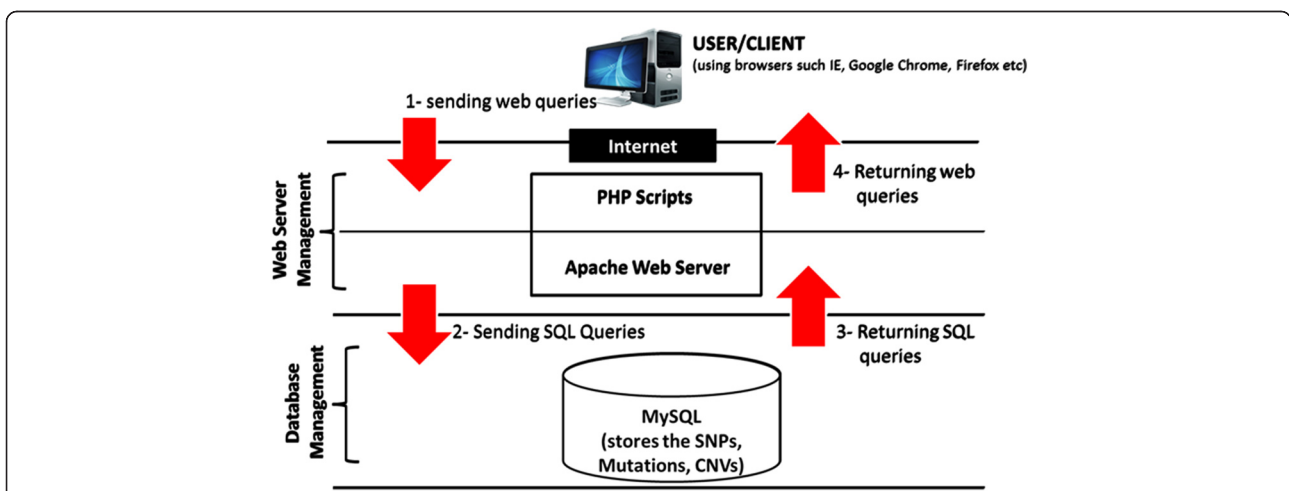 USER/CLIENT
(using browsers such IE, Google Chrome, Firefox etc)
1- sending web queries
Internet
4- Returning web
queries
Web Server
Management
PHP Scripts
Apache Web Server
2- Sending SQL Queries
3- Returning SQL
queries
Database
Management
MySQL
(stores the SNPs,
Mutations, CNVs)